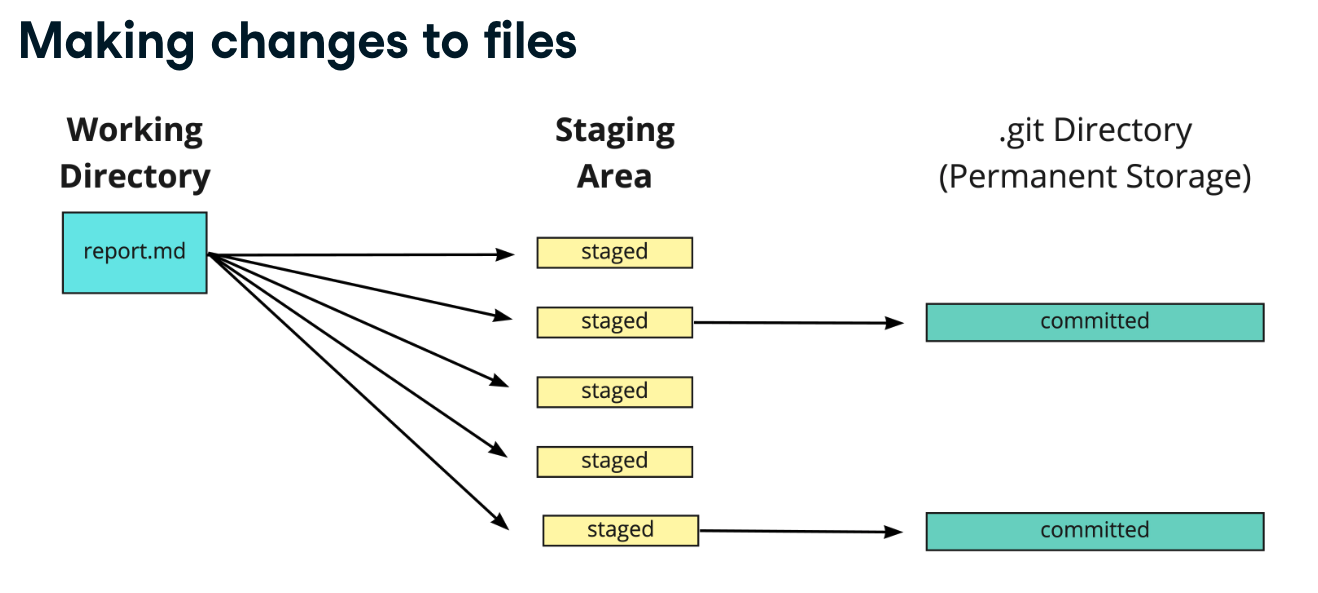 Making changes to files
Working
Directory
Staging
Area
.git Directory
(Permanent Storage)
report.md
staged
staged
committed
staged
staged
staged
committed